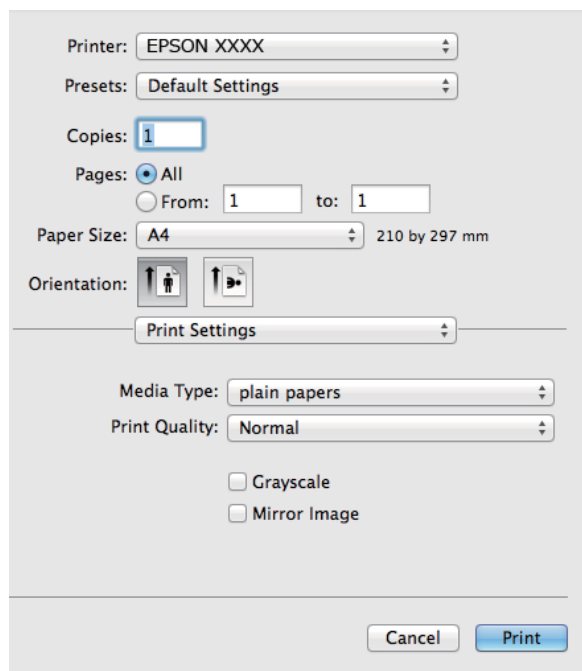 Printer: EPSON XXXX
Presets: Default Settings
Copies: 1
Pages: All
From: 1 to: 1
Paper Size: A4 210 by 297 mm
Orientation:
Print Settings
Media Type: plain papers
Print Quality: Normal
Grayscale
Mirror Image
Cancel Print